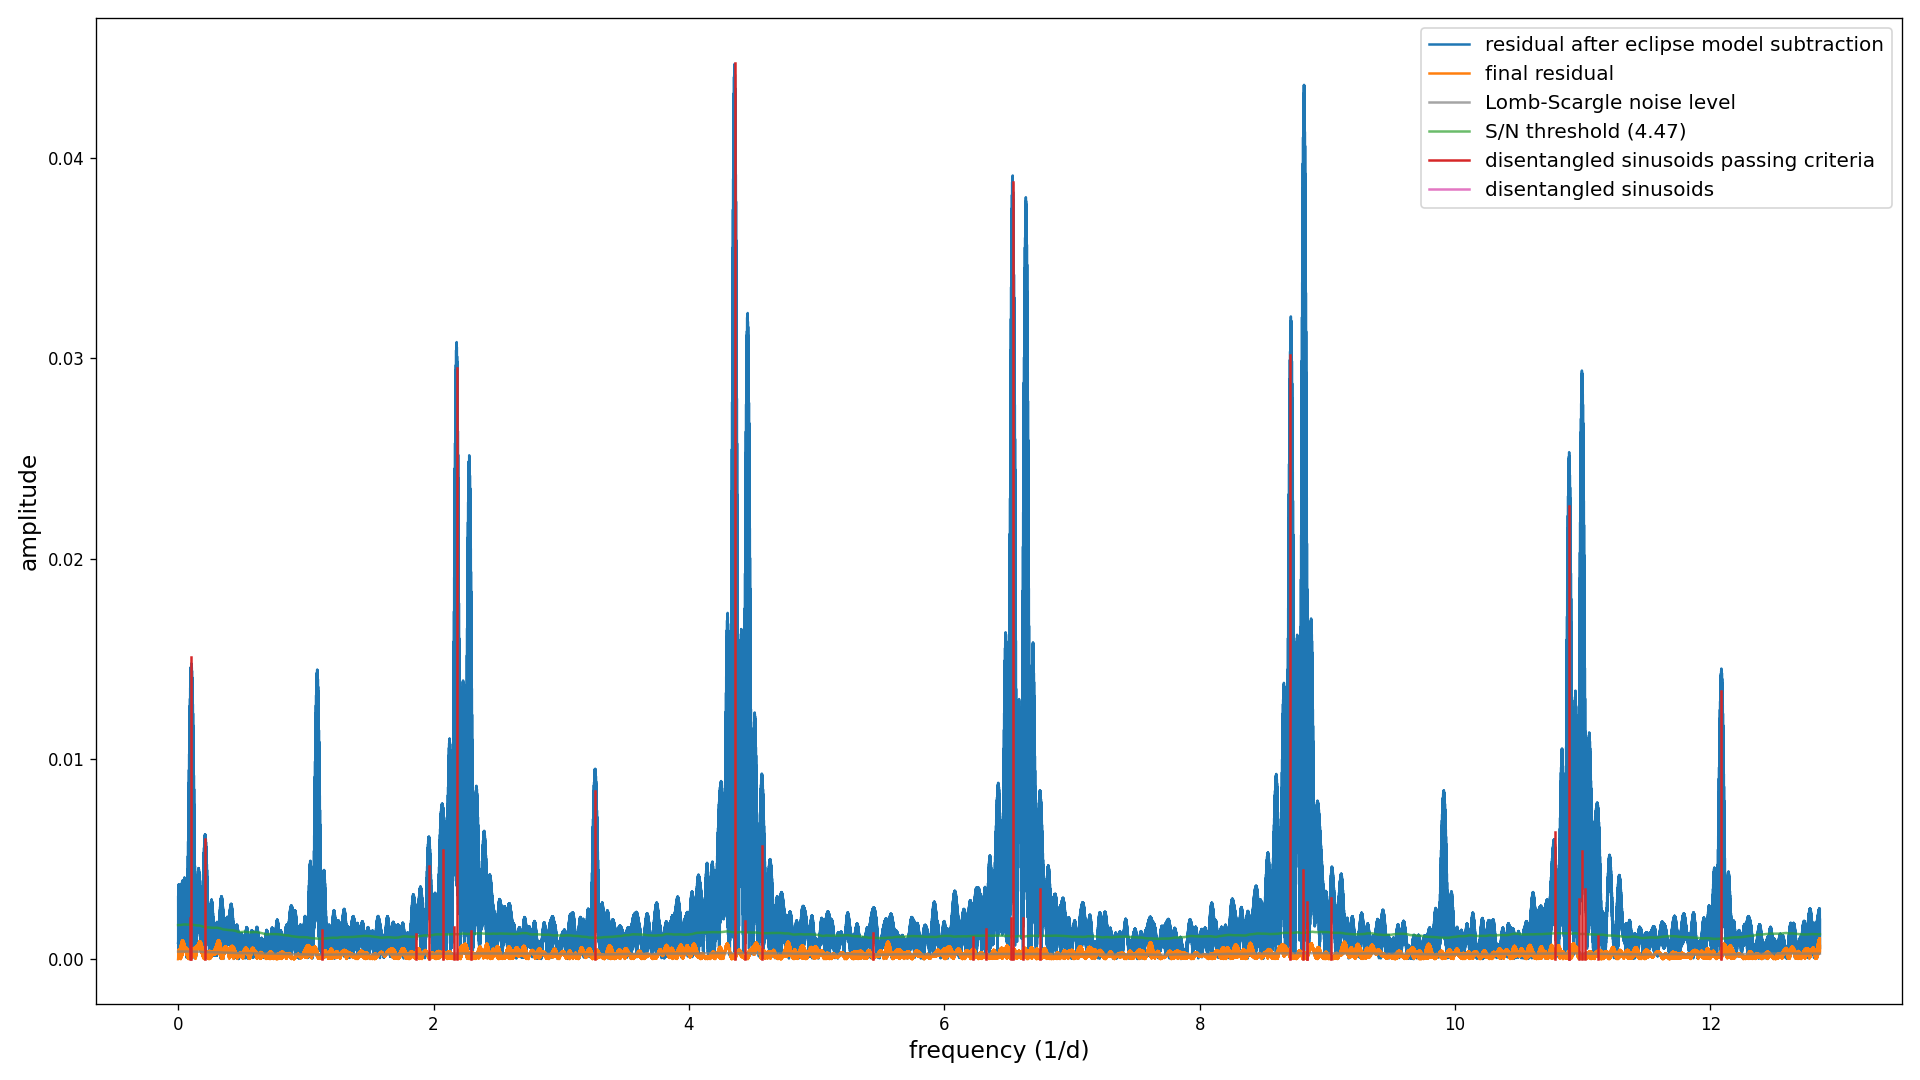 residual after eclipse model subtraction
final residual
Lomb-Scargle noise level
S/N threshold (4.47)
disentangled sinusoids passing criteria
disentangled sinusoids
amplitude
0.04
0.03
0.02
0.01
0.00
0 2 4 6 8 10 12
frequency (1/d)